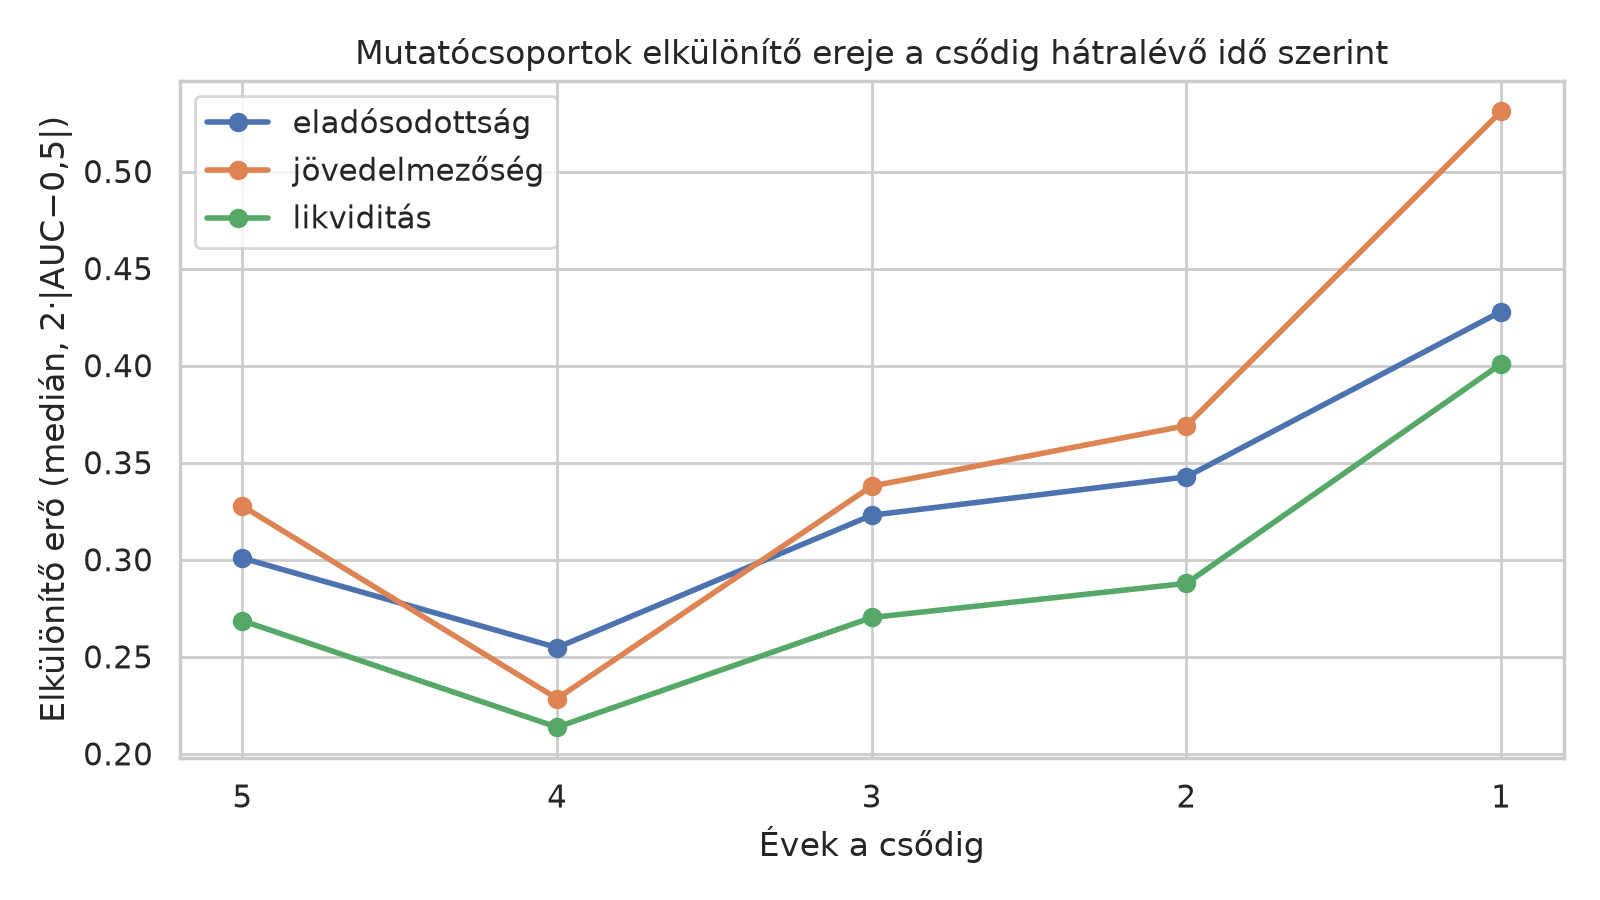 Mutatócsoportok elkülönítő ereje a csődig hátralévő idő szerint
eladósodottság
jövedelmezőség
likviditás
Elkülönítő erő (medián, 2·|AUC−0,5|)
0.50
0.45
0.40
0.35
0.30
0.25
0.20
5 4 3 2 1
Évek a csődig